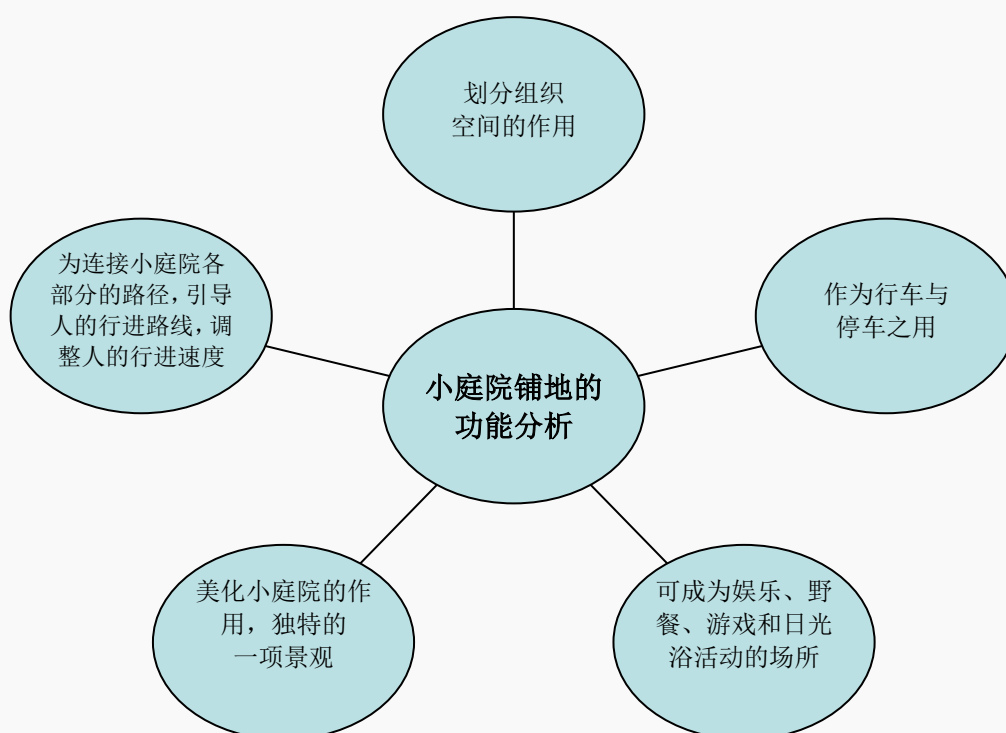 划分组织
空间的作用
为连接小庭院各
部分的路径，引导
人的行进路线，调
整人的行进速度
作为行车与
停车之用
小庭院铺地的
功能分析
美化小庭院的作
用，独特的
一项景观
可成为娱乐、野
餐、游戏和日光
浴活动的场所